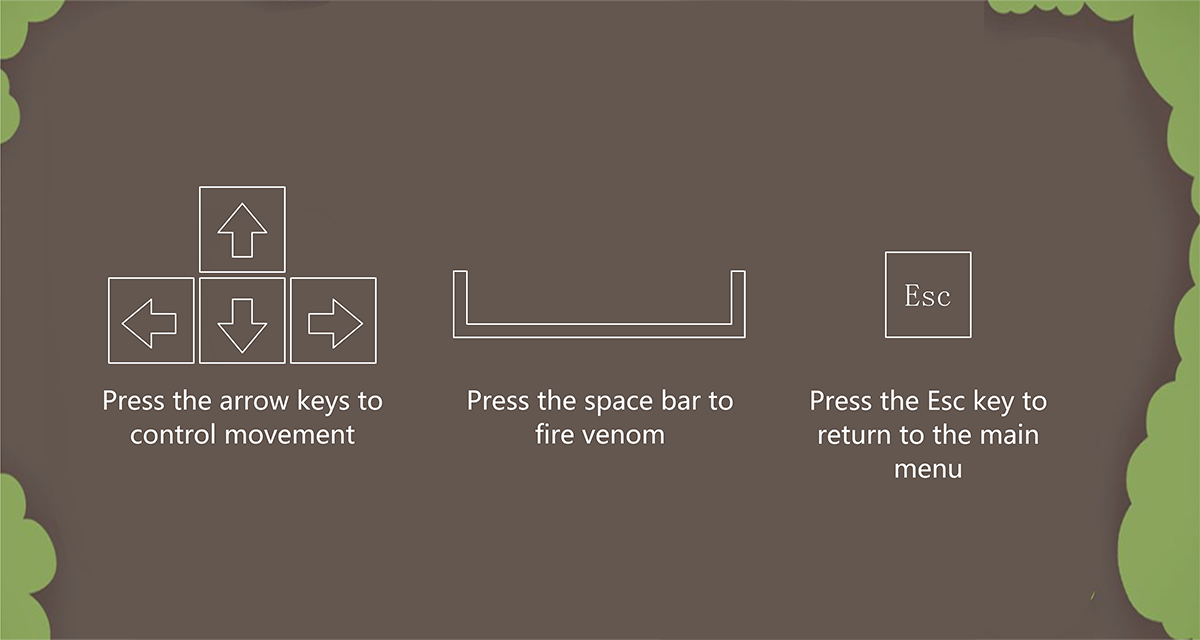 Esc
Press the arrow keys to
control movement
Press the space bar to
fire venom
Press the Esc key to
return to the main
menu